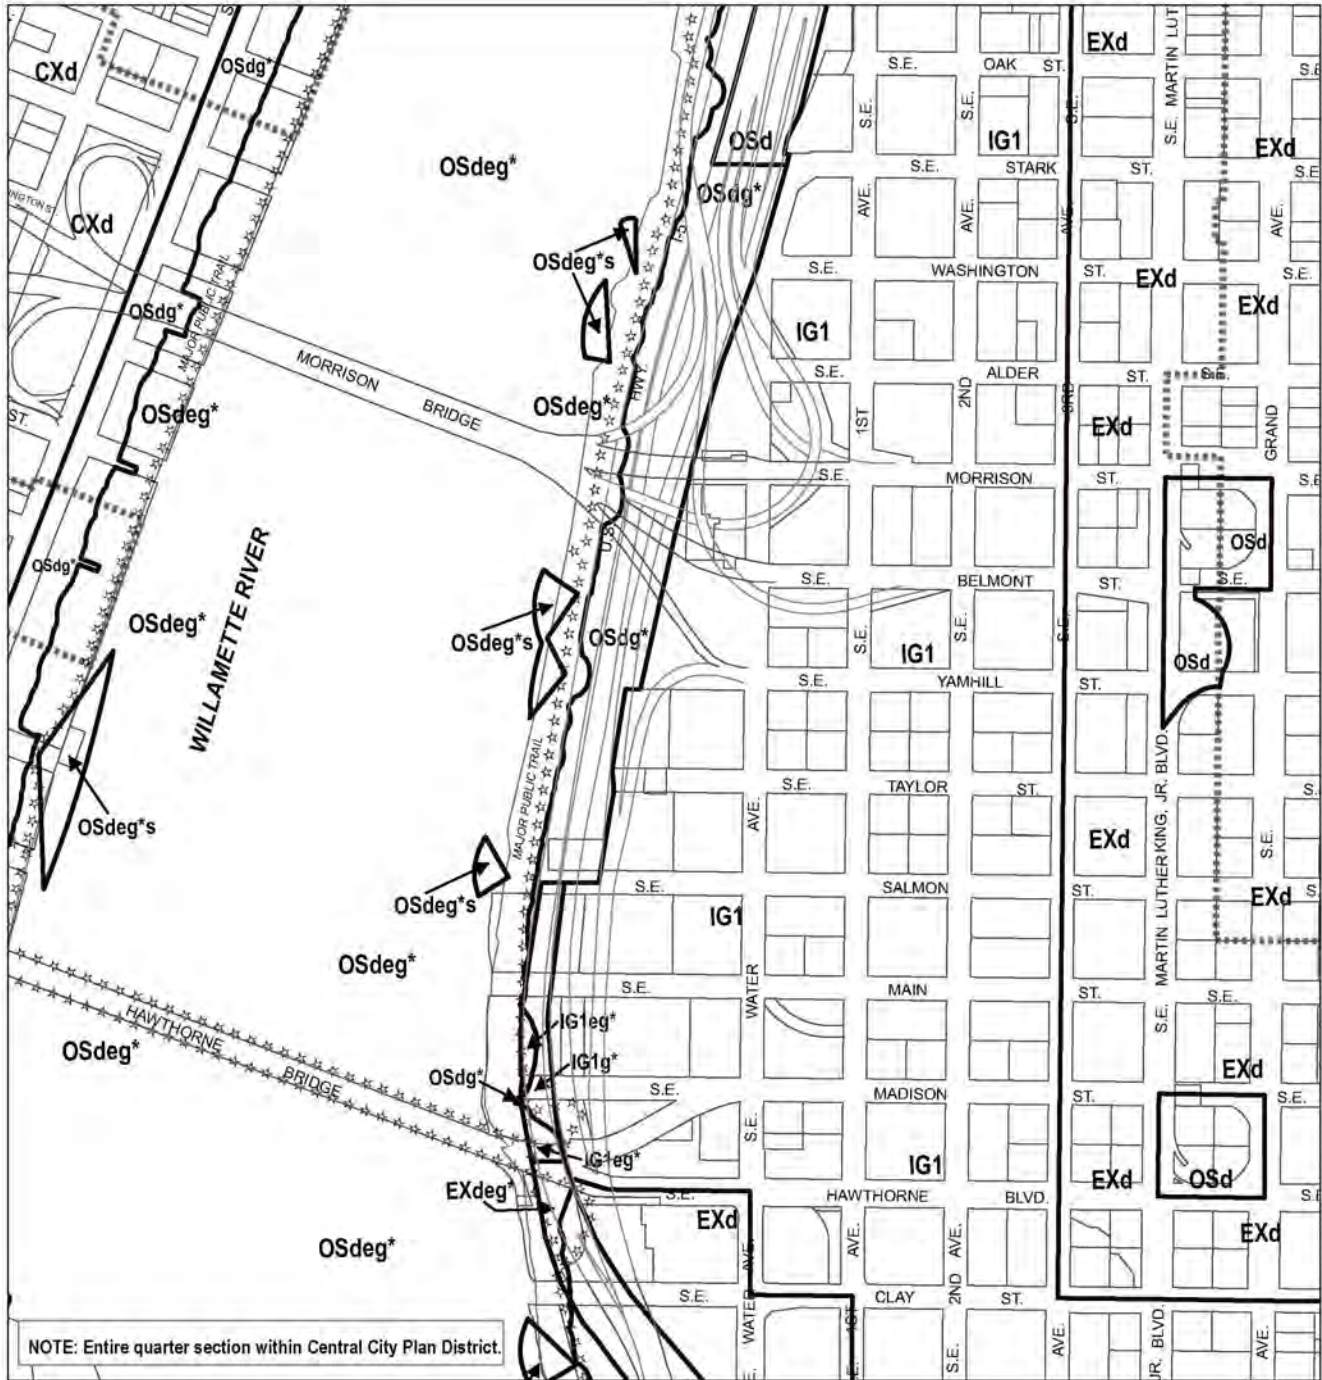 EXd
S.E. OAK ST.
S.E. MARTIN LUT
CXd
OSdg*
S.E.
S.E.
S.E.
OSd
IG1
EXd
OSdeg*
S.E. STARK ST.
OSdg*
AVE.
AVE.
AVE.
AVE.
INGTON ST.
CXd
I-5
OSdeg*s
S.E. WASHINGTON ST. S.E.
EXd
MAJOR PUBLIC TRAIL
OSdg*
EXd
IG1
MORRISON BRIDGE
HWY.
S.E. ALDER ST. S.E.
ST.
OSdeg*
OSdeg*
1ST
2ND
3RD
EXd
GRAND
S.E. MORRISON ST.
U.S.
OSd
OSdg*
S.E. BELMONT ST. S.E.
WILLAMETTE RIVER
OSdeg*
OSdeg*s
OSdg*
S.E.
S.E.
S.E.
IG1
OSd
S.E. YAMHILL ST.
MARTIN LUTHER KING, JR. BLVD.
MAJOR PUBLIC TRAIL
S.E. TAYLOR ST.
AVE.
OSdeg*s
EXd
S.E.
S.E. SALMON ST.
OSdeg*s
IG1
EXd
OSdeg*
WATER
S.E. MAIN ST. S.E.
S.E.
HAWTHORNE BRIDGE
OSdeg*
IG1eg*
IG1g*
OSdg*
EXd
S.E. MADISON ST. S.E.
S.E.
IG1eg*
IG1
EXd
OSd
EXdeg*
S.E. HAWTHORNE BLVD.
EXd
EXd
OSdeg*
AVE.
AVE.
AVE.
S.E. CLAY ST.
WATER
1ST
2ND
S.E.
AVE.
JR. BLVD.
AVE.
NOTE: Entire quarter section within Central City Plan District.